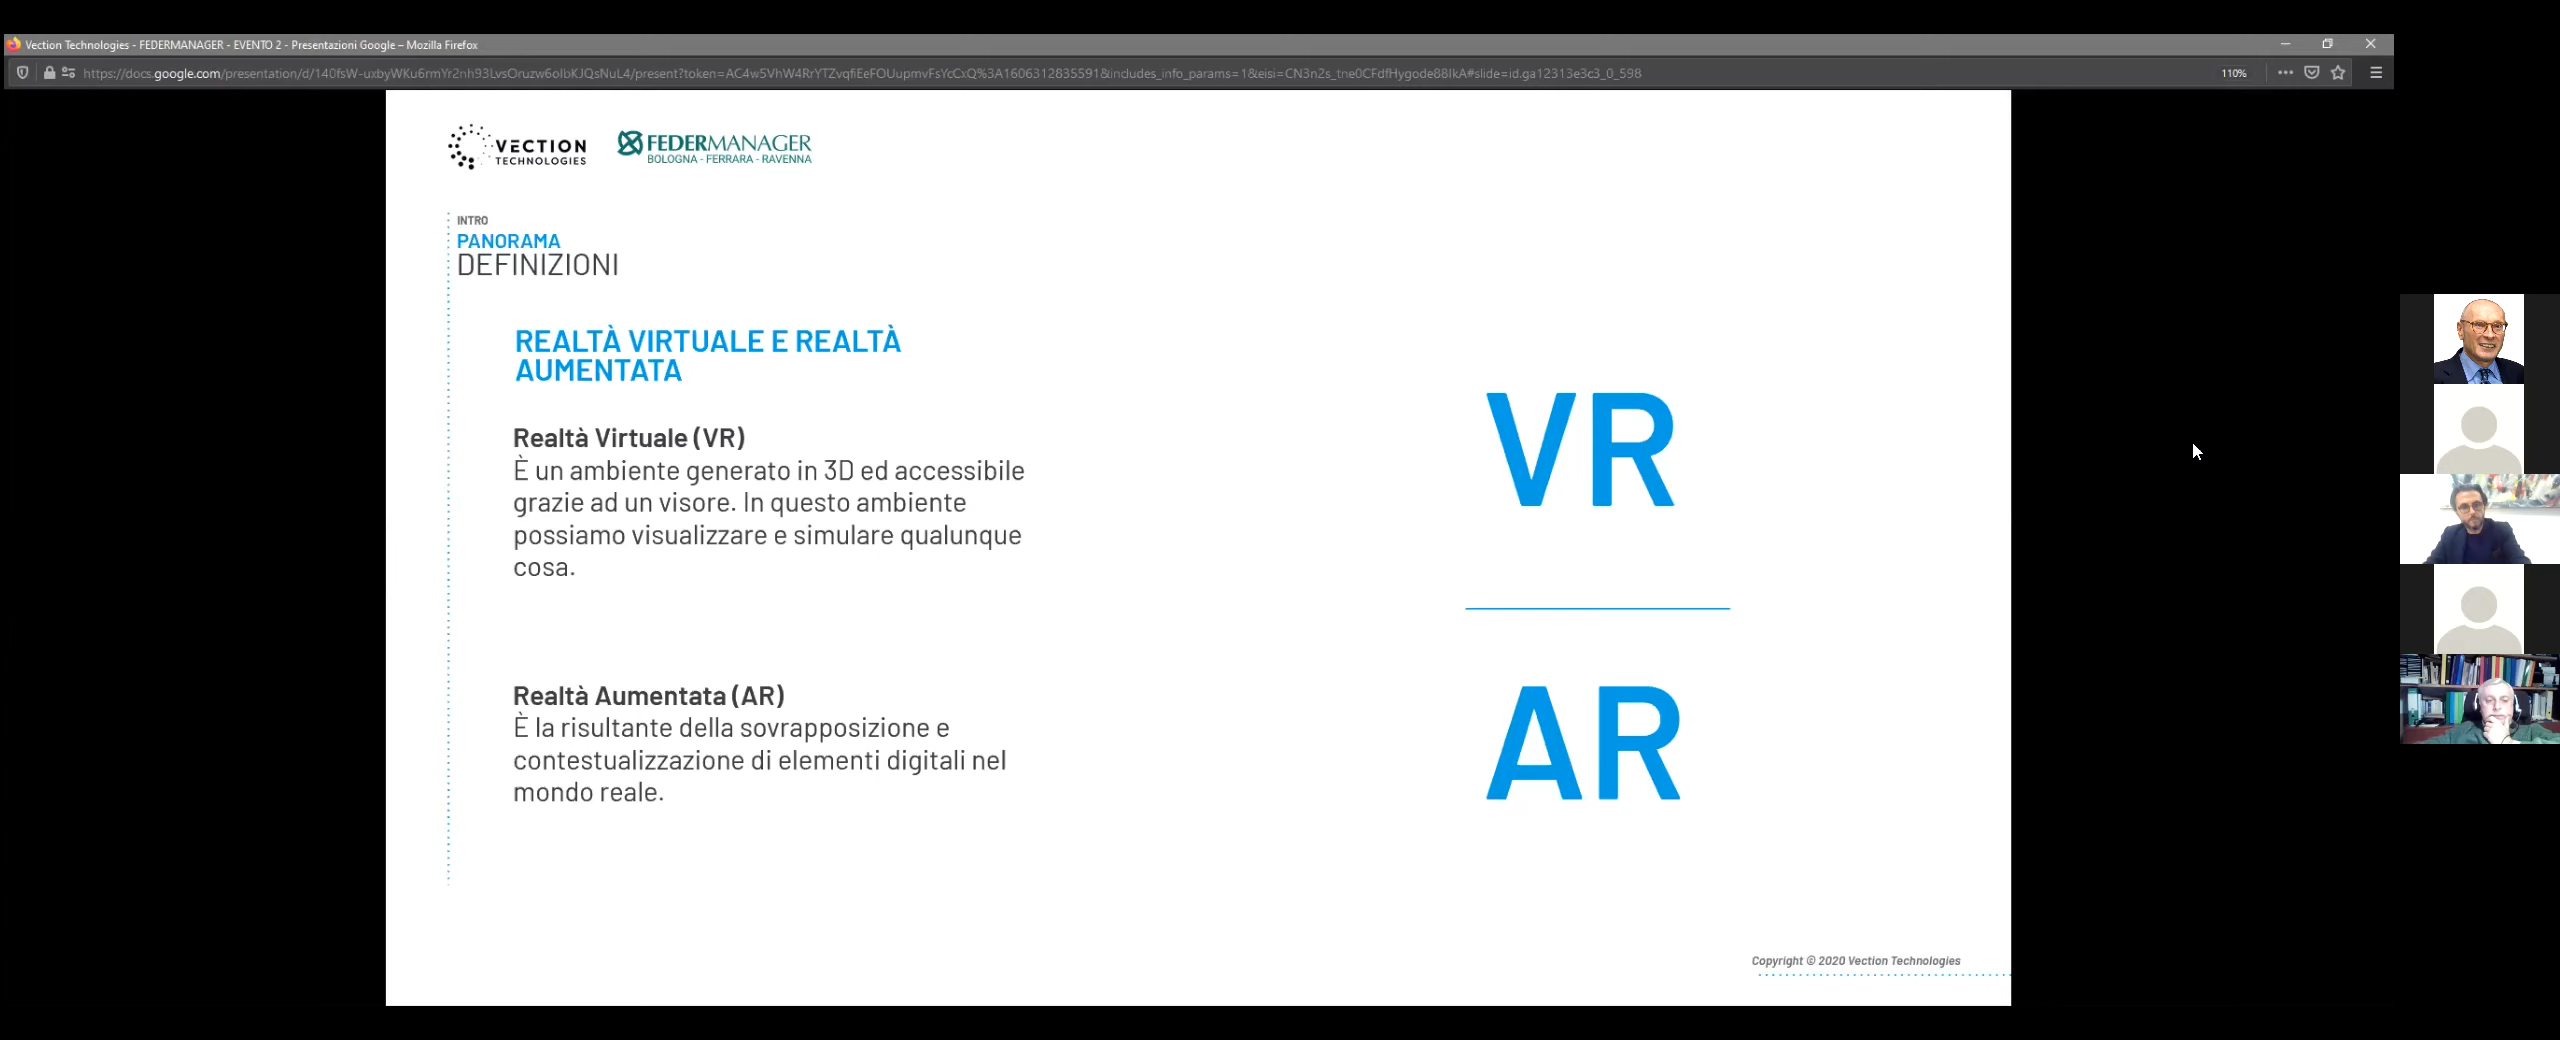 Vection Technologies - FEDERMANAGER - EVENTO 2 - Presentazioni Google – Mozilla Firefox
110%
VECTION
TECHNOLOGIES
FEDERMANAGER
BOLOGNA - FERRARA - RAVENNA
INTRO
PANORAMA
DEFINIZIONI
REALTÀ VIRTUALE E REALTÀ
AUMENTATA
Realtà Virtuale (VR)
È un ambiente generato in 3D ed accessibile
grazie ad un visore. In questo ambiente
possiamo visualizzare e simulare qualunque
cosa.
VR
Realtà Aumentata (AR)
È la risultante della sovrapposizione e
contestualizzazione di elementi digitali nel
mondo reale.
AR
Copyright © 2020 Vection Technologies